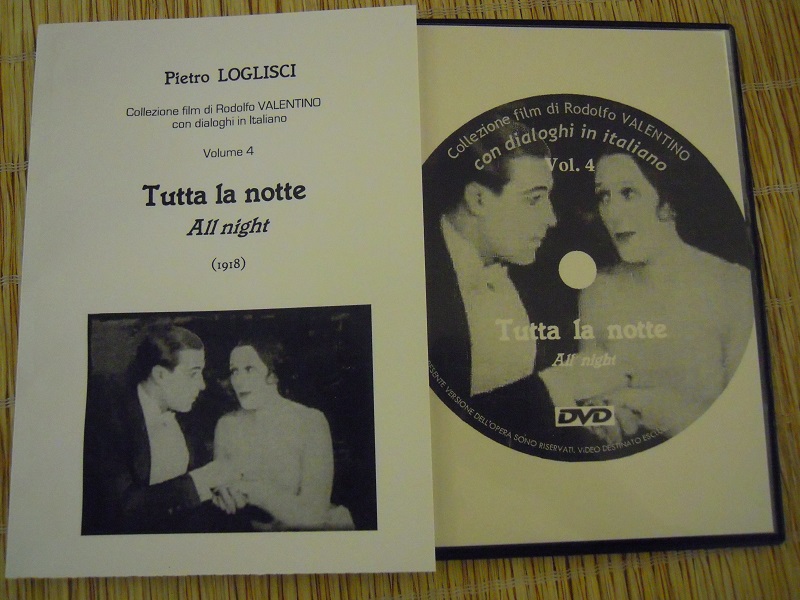 Pietro LOGLISCI
Collezione film di Rodolfo VALENTINO
con dialoghi in Italiano
Volume 4
Tutta la notte
All night
(1918)
Collezione film di Rodolfo VALENTINO
con dialoghi in italiano
Vol. 4
Tutta la notte
All night
DVD
VERSIONE DELL'OPERA SONO RISERVATI, VIDEO DESTINATO